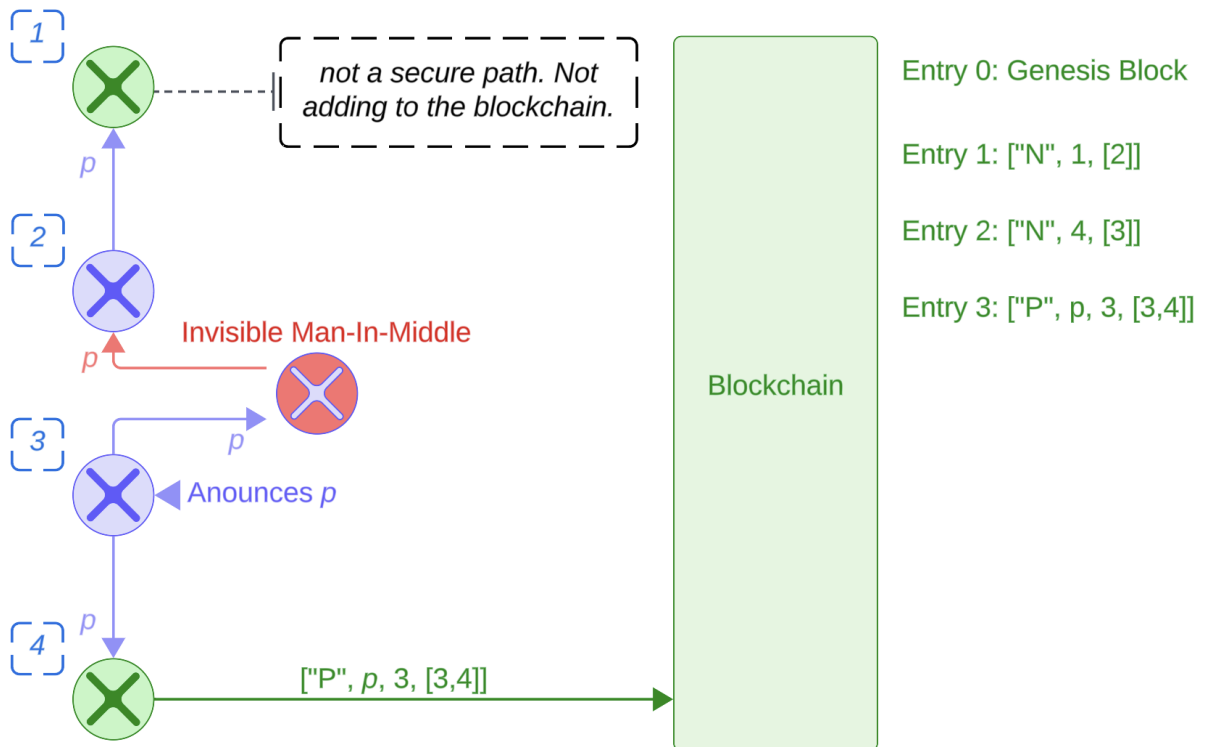 1
not a secure path. Not
adding to the blockchain.
p
2
Invisible Man-In-Middle
p
3
p
Anounces p
p
4
["P", p, 3, [3,4]]
Blockchain
Entry 0: Genesis Block
Entry 1: ["N", 1, [2]]
Entry 2: ["N", 4, [3]]
Entry 3: ["P", p, 3, [3,4]]